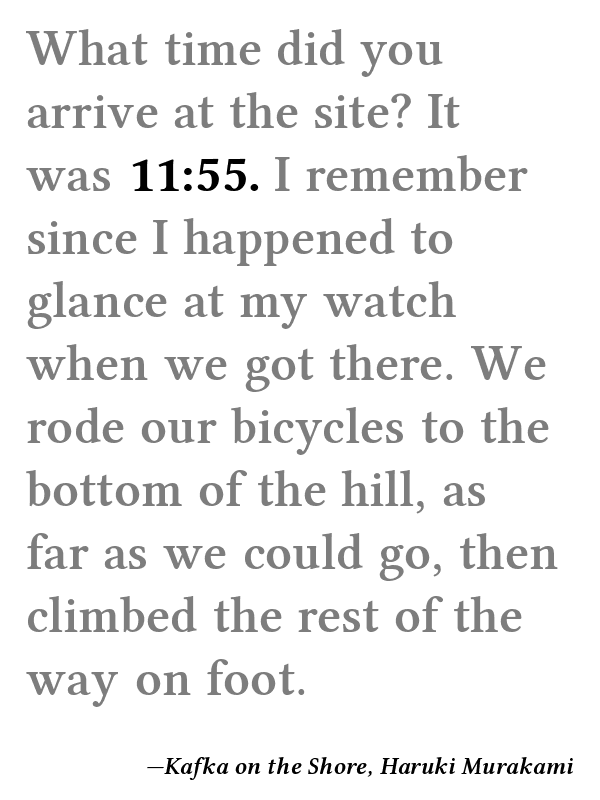 What time did you
arrive at the site? It
was 11:55. I remember
since I happened to
glance at my watch
when we got there. We
rode our bicycles to the
bottom of the hill, as
far as we could go, then
climbed the rest of the
way on foot.
—Kafka on the Shore, Haruki Murakami